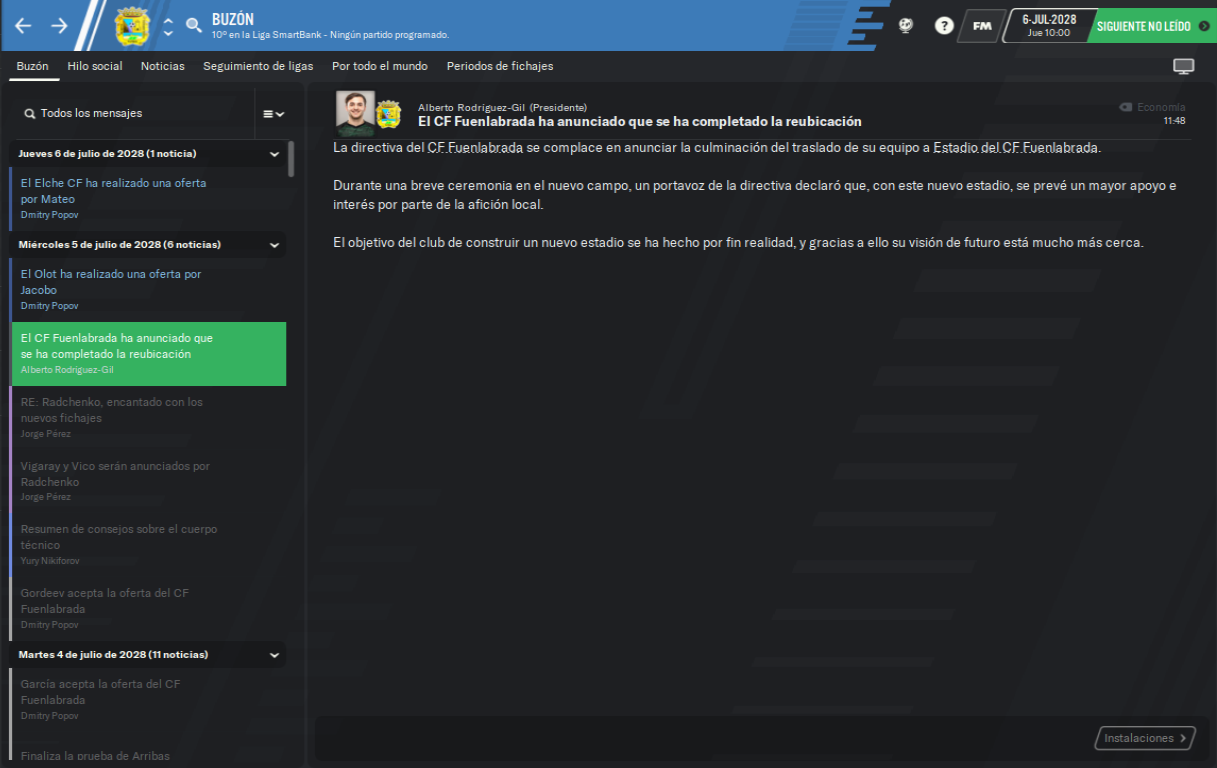 BUZÓN
10º en la Liga SmartBank - Ningún partido programado.
?
FM
6-JUL-2028
Jue 10:00
SIGUIENTE NO LEÍDO
Buzón
Hilo social
Noticias
Seguimiento de ligas
Por todo el mundo
Periodos de fichajes
Todos los mensajes
Jueves 6 de julio de 2028 (1 noticia)
El Elche CF ha realizado una oferta
por Mateo
Dmitry Popov
Miércoles 5 de julio de 2028 (6 noticias)
El Olot ha realizado una oferta por
Jacobo
Dmitry Popov
El CF Fuenlabrada ha anunciado que
se ha completado la reubicación
Alberto Rodríguez-Gil
RE: Radchenko, encantado con los
nuevos fichajes
Jorge Pérez
Vigaray y Vico serán anunciados por
Radchenko
Jorge Pérez
Resumen de consejos sobre el cuerpo
técnico
Yury Nikiforov
Gordeev acepta la oferta del CF
Fuenlabrada
Dmitry Popov
Martes 4 de julio de 2028 (11 noticias)
García acepta la oferta del CF
Fuenlabrada
Dmitry Popov
Finaliza la prueba de Arribas
Alberto Rodríguez-Gil (Presidente)
El CF Fuenlabrada ha anunciado que se ha completado la reubicación
Economía
11:48
La directiva del CF Fuenlabrada se complace en anunciar la culminación del traslado de su equipo a Estadio del CF Fuenlabrada.
Durante una breve ceremonia en el nuevo campo, un portavoz de la directiva declaró que, con este nuevo estadio, se prevé un mayor apoyo e
interés por parte de la afición local.
El objetivo del club de construir un nuevo estadio se ha hecho por fin realidad, y gracias a ello su visión de futuro está mucho más cerca.
Instalaciones